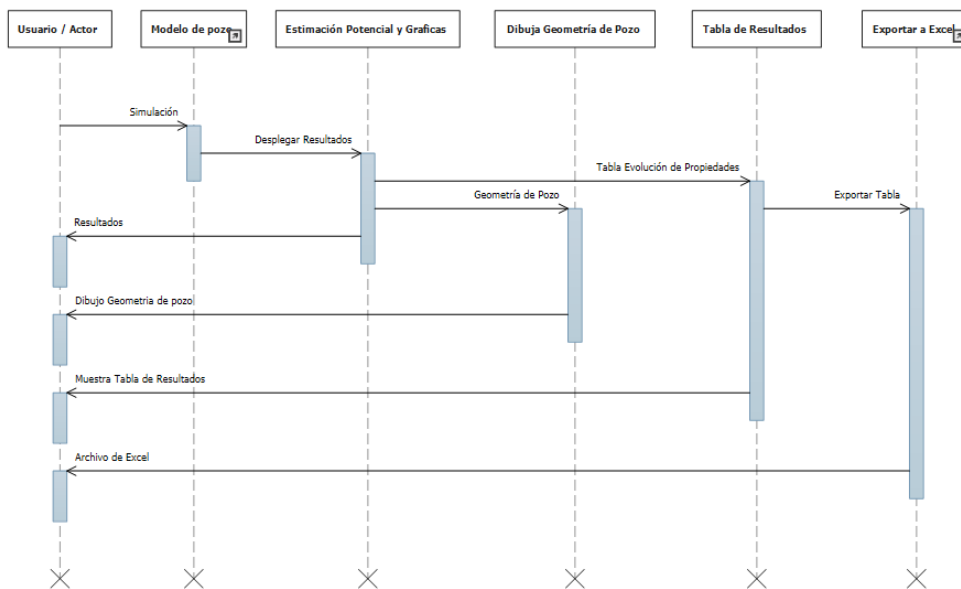 Usuario / Actor
Modelo de pozo
Estimación Potencial y Graficas
Dibuja Geometría de Pozo
Tabla de Resultados
Exportar a Excel
Simulación
Desplegar Resultados
Tabla Evolución de Propiedades
Geometría de Pozo
Exportar Tabla
Resultados
Dibujo Geometria de pozo
Muestra Tabla de Resultados
Archivo de Excel